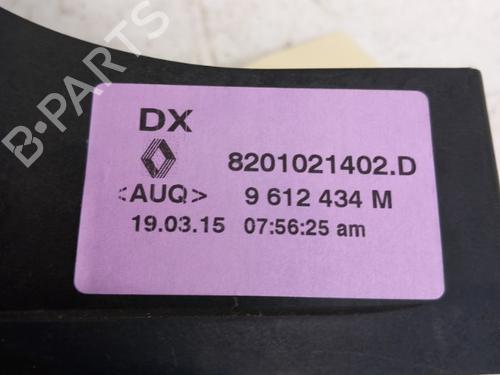 B-PARTS
DX
8201021402.D
<AUQ> 9 612 434 M
19.03.15 07:56:25 am